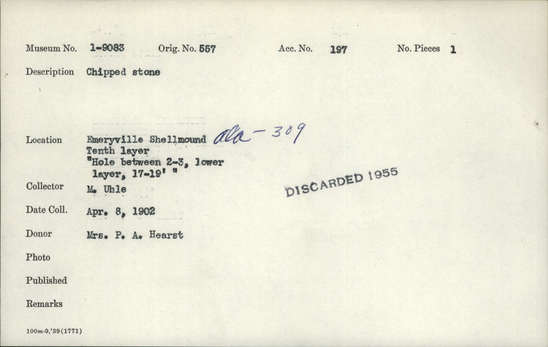 Museum No. 1-9083 Orig. No. 557 Acc. No. 197 No. Pieces 1
Description Chipped stone
Location Emeryville Shellmound Ala-309
Tenth layer
"Hole between 2-3, lower
layer, 17-19' "
Collector M. Uhle
DISCARDED 1955
Date Coll. Apr. 8, 1902
Donor Mrs. P. A. Hearst
Photo
Published
Remarks
100m-9,'39(1771)